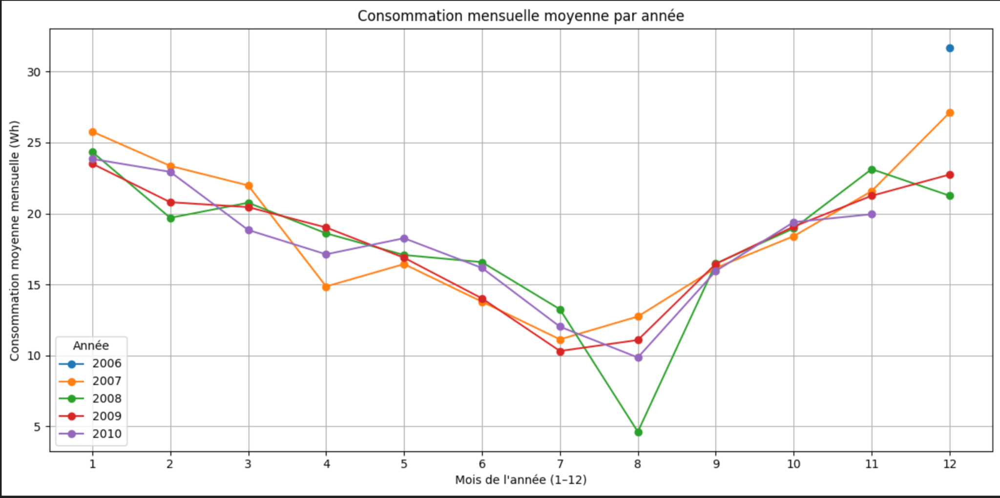 Consommation mensuelle moyenne par année
Consommation moyenne mensuelle (Wh)
30
25
20
15
10
5
Année
2006
2007
2008
2009
2010
1 2 3 4 5 6 7 8 9 10 11 12
Mois de l'année (1–12)